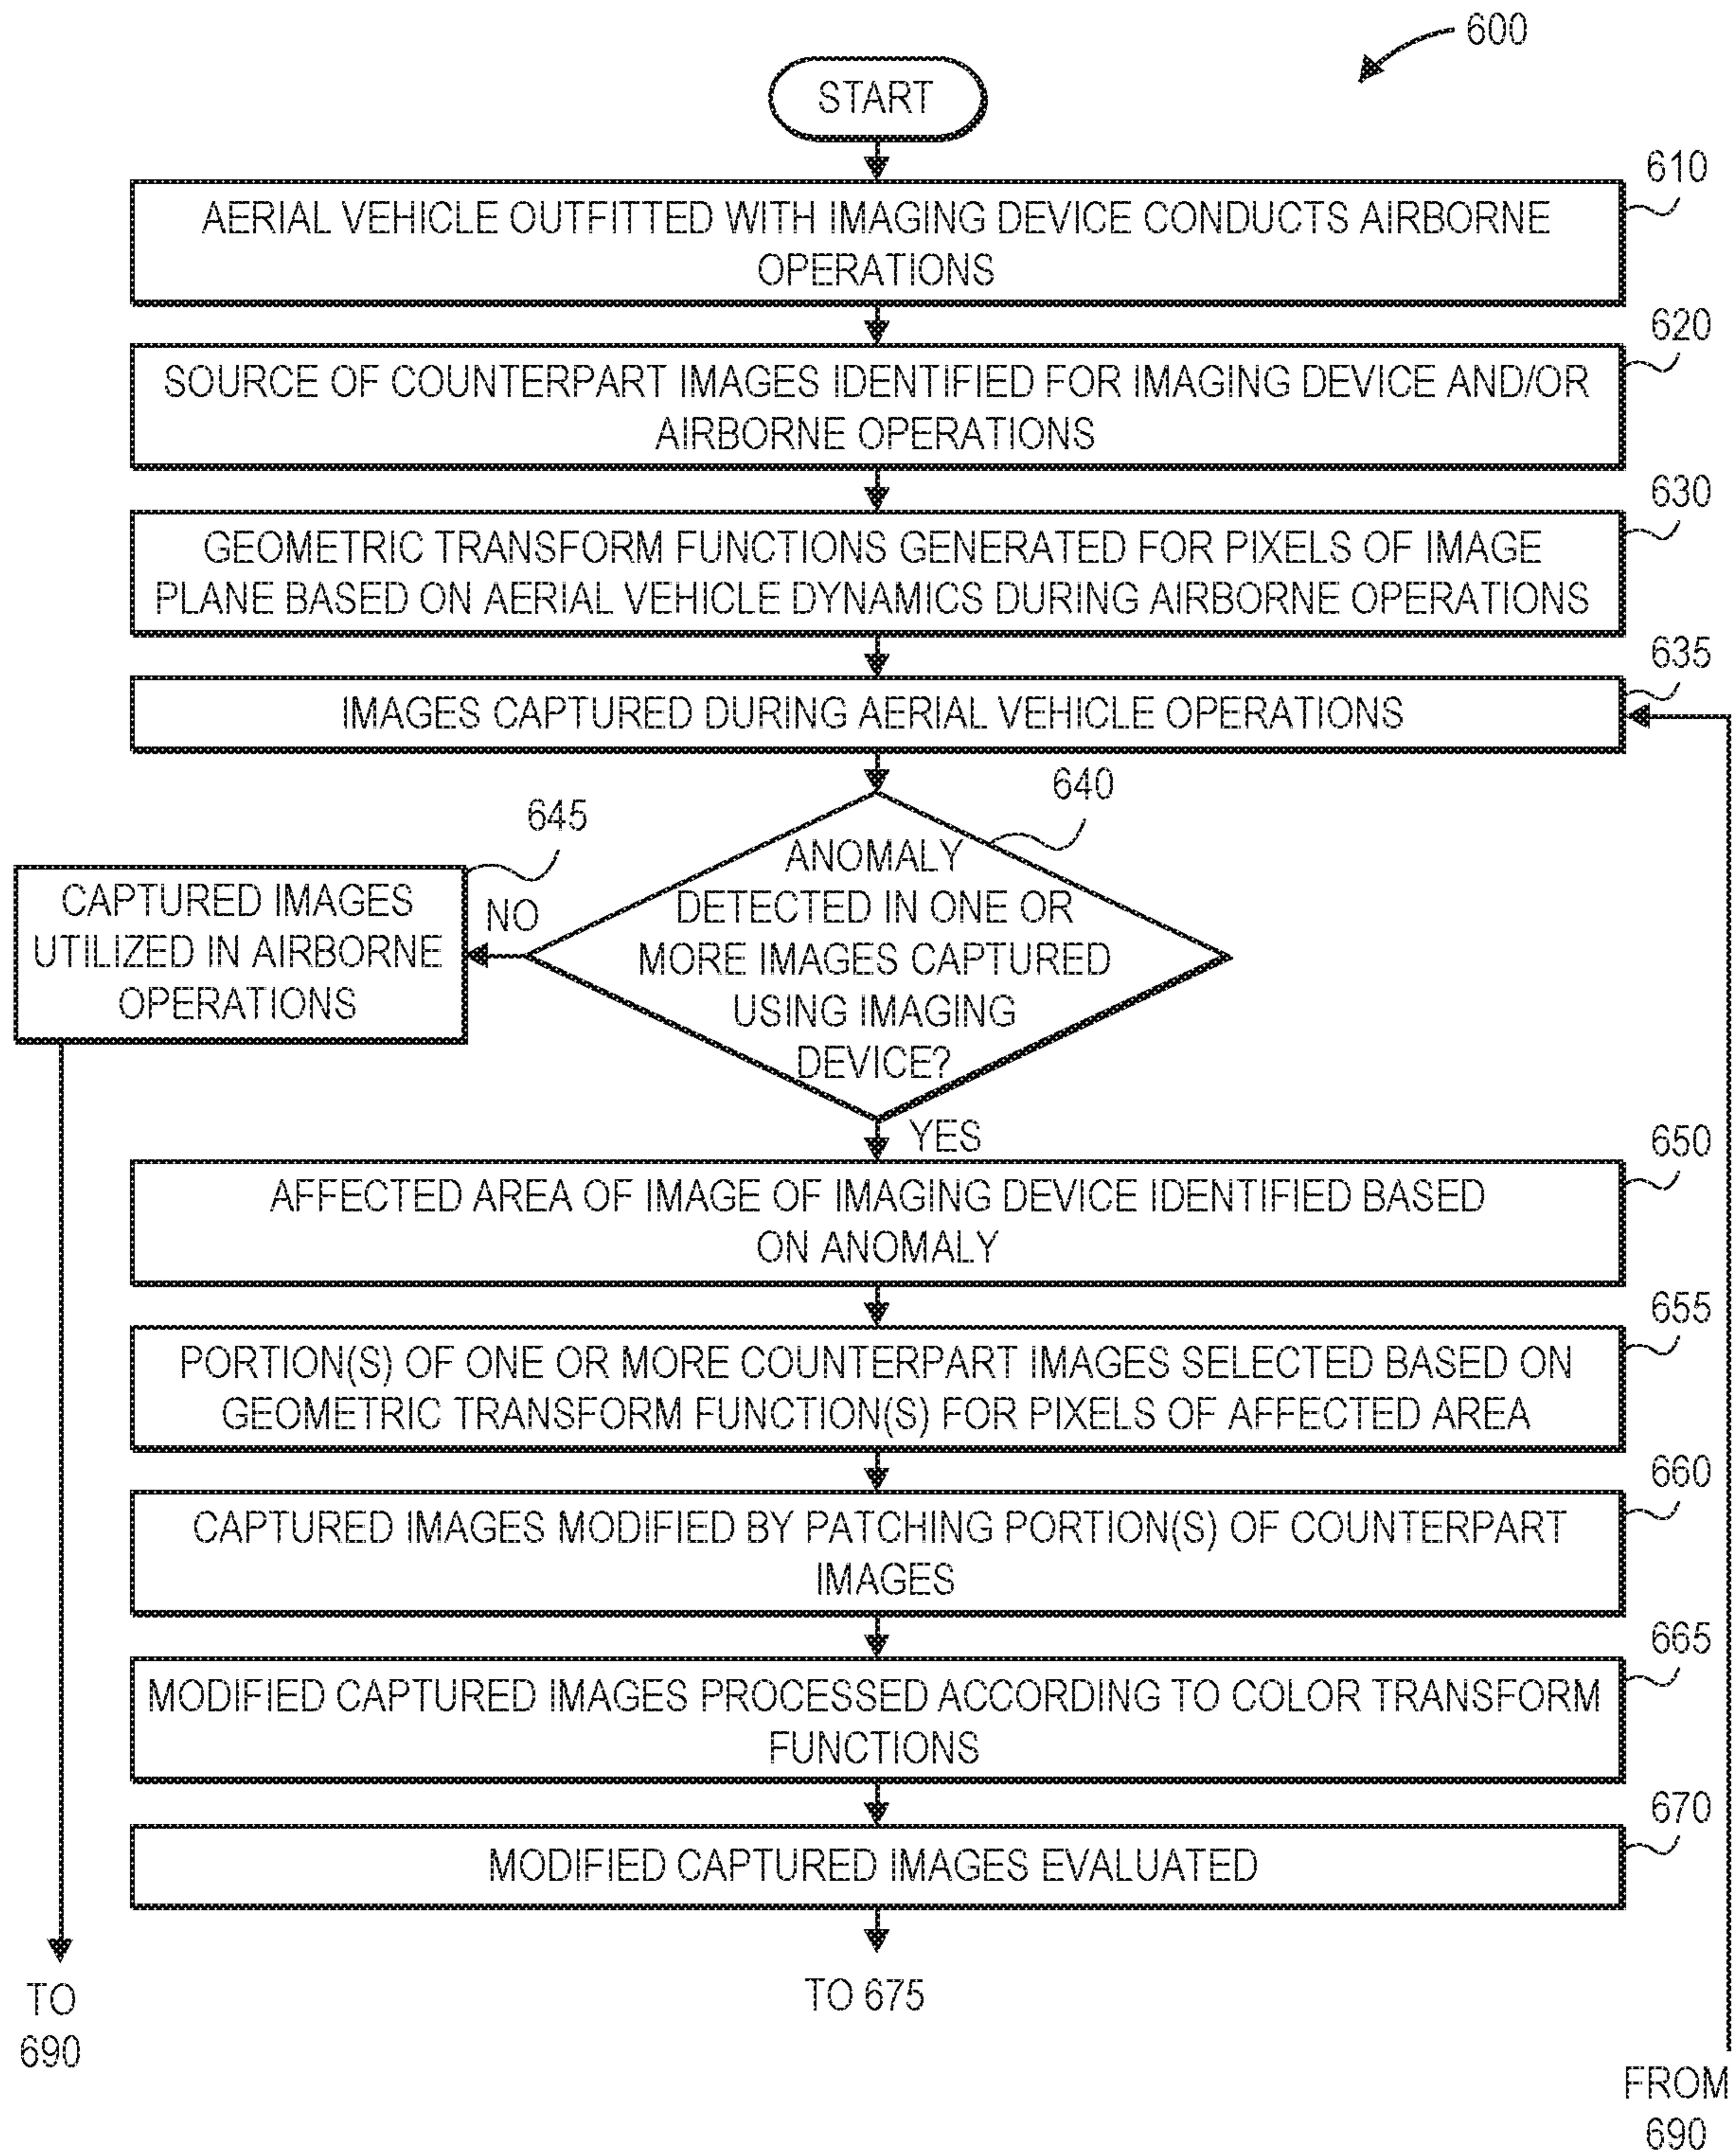 600
START
610
AERIAL VEHICLE OUTFITTED WITH IMAGING DEVICE CONDUCTS AIRBORNE
OPERATIONS
620
SOURCE OF COUNTERPART IMAGES IDENTIFIED FOR IMAGING DEVICE AND/OR
AIRBORNE OPERATIONS
630
GEOMETRIC TRANSFORM FUNCTIONS GENERATED FOR PIXELS OF IMAGE
PLANE BASED ON AERIAL VEHICLE DYNAMICS DURING AIRBORNE OPERATIONS
635
IMAGES CAPTURED DURING AERIAL VEHICLE OPERATIONS
640
ANOMALY
DETECTED IN ONE OR
MORE IMAGES CAPTURED
USING IMAGING
DEVICE?
645
NO
CAPTURED IMAGES
UTILIZED IN AIRBORNE
OPERATIONS
YES
650
AFFECTED AREA OF IMAGE OF IMAGING DEVICE IDENTIFIED BASED
ON ANOMALY
655
PORTION(S) OF ONE OR MORE COUNTERPART IMAGES SELECTED BASED ON
GEOMETRIC TRANSFORM FUNCTION(S) FOR PIXELS OF AFFECTED AREA
660
CAPTURED IMAGES MODIFIED BY PATCHING PORTION(S) OF COUNTERPART
IMAGES
665
MODIFIED CAPTURED IMAGES PROCESSED ACCORDING TO COLOR TRANSFORM
FUNCTIONS
670
MODIFIED CAPTURED IMAGES EVALUATED
TO
690
TO 675
FROM
690